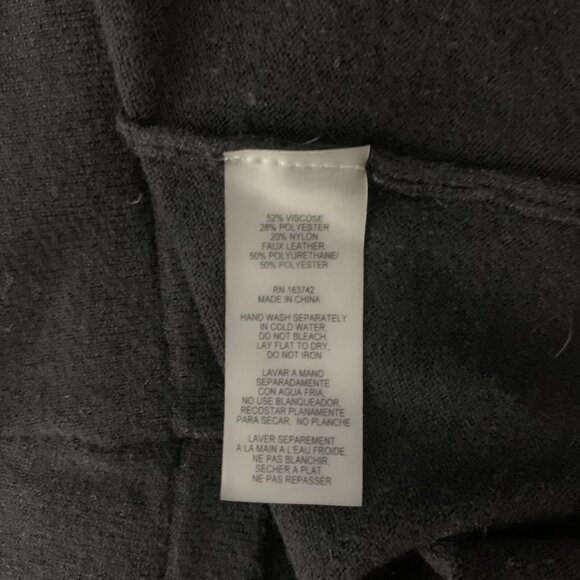 52% VISCOSE
28% POLYESTER
20% NYLON
FAUX LEATHER:
50% POLYURETHANE/
50% POLYESTER
RN 163742
MADE IN CHINA
HAND WASH SEPARATELY
IN COLD WATER,
DO NOT BLEACH,
LAY FLAT TO DRY,
DO NOT IRON
LAVAR A MANO
SEPARADAMENTE
CON AGUA FRIA,
NO USE BLANQUEADOR,
RECOSTAR PLANAMENTE
PARA SECAR, NO PLANCHE
LAVER SEPAREMENT
A LA MAIN A L'EAU FROIDE,
NE PAS BLANCHIR,
SECHER A PLAT
NE PAS REPASSER